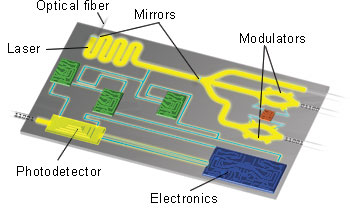 Optical fiber
Mirrors
Laser
Modulators
Photodetector
Electronics